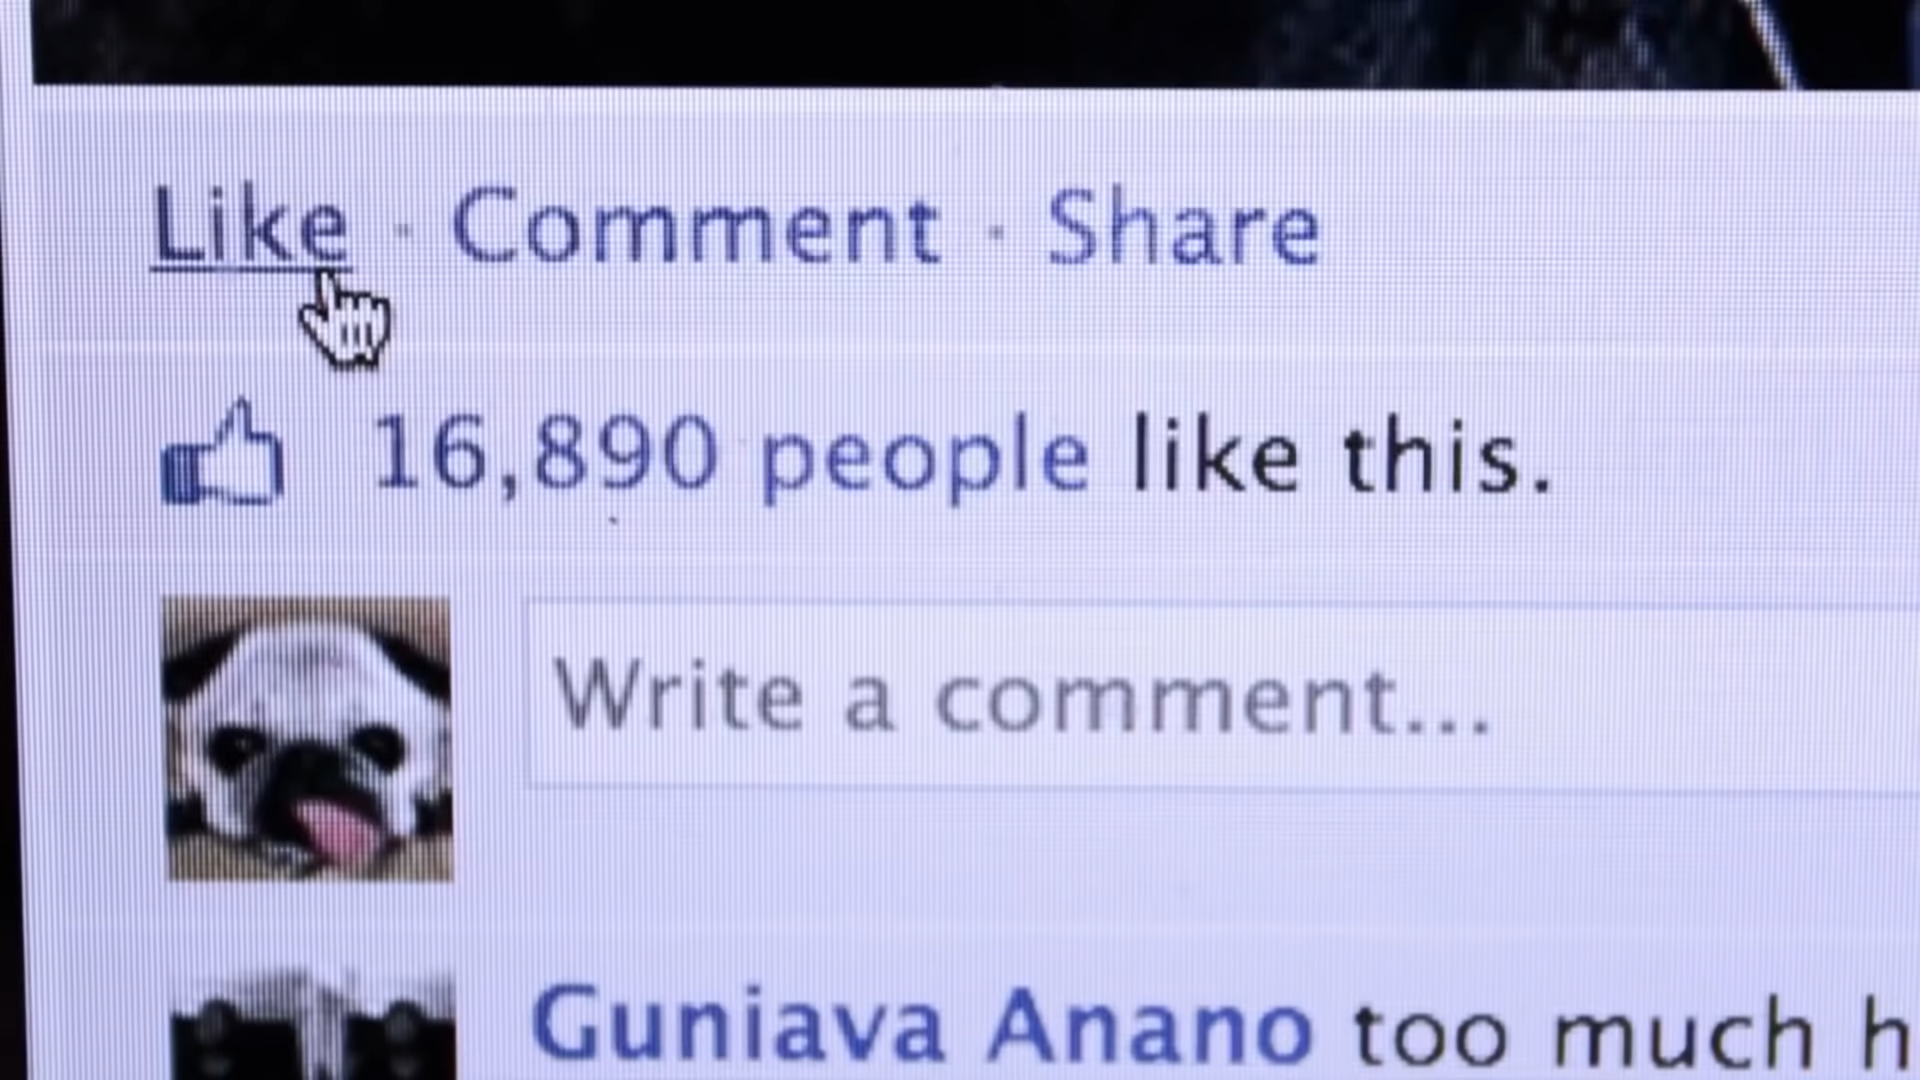 Like · Comment · Share
16,890 people like this.
Write a comment...
Guniava Anano too much h